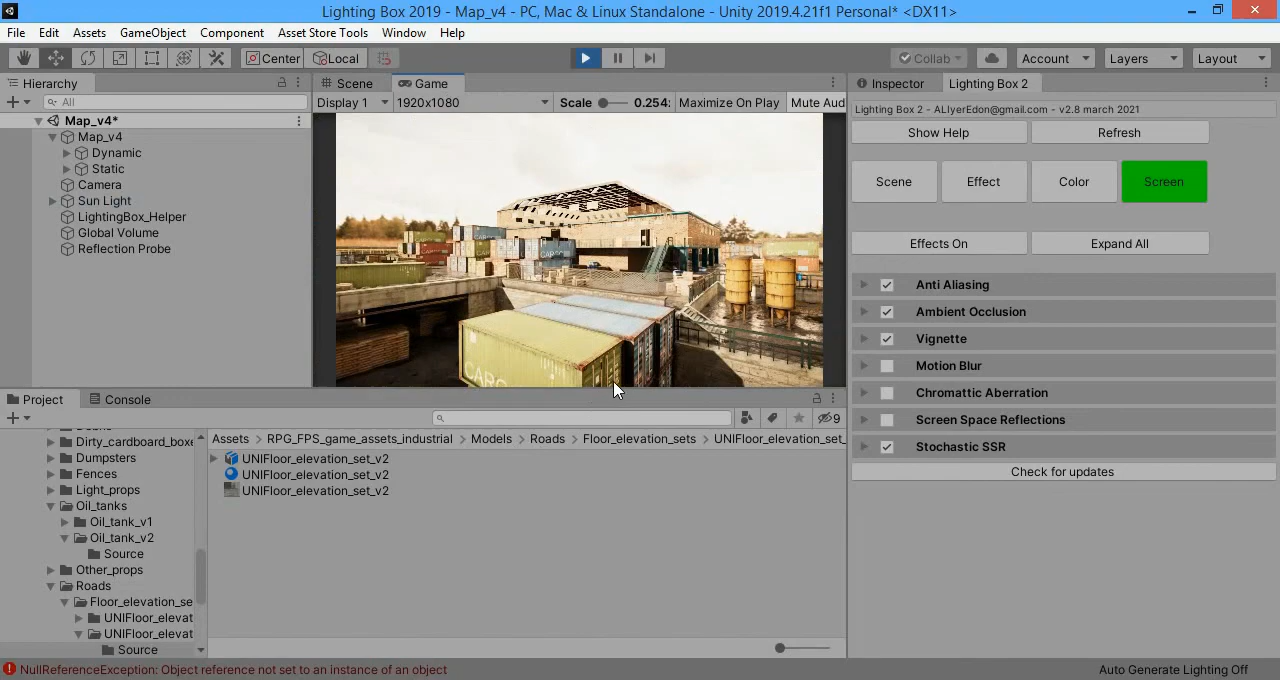 Lighting Box 2019 - Map_v4 - PC, Mac & Linux Standalone - Unity 2019.4.21f1 Personal* <DX11>
File Edit Assets GameObject Component Asset Store Tools Window Help
Center Local Collab Account Layers Layout
Hierarchy
All
Map_v4*
Map_v4
Dynamic
Static
Camera
Sun Light
LightingBox_Helper
Global Volume
Reflection Probe
Scene Game
Display 1 1920x1080 Scale 0.254: Maximize On Play Mute Aud
CARGO
Inspector Lighting Box 2
Lighting Box 2 - ALIyerEdon@gmail.com - v2.8 march 2021
Show Help Refresh
Scene Effect Color Screen
Effects On Expand All
Anti Aliasing
Ambient Occlusion
Vignette
Motion Blur
Chromattic Aberration
Screen Space Reflections
Stochastic SSR
Check for updates
Project Console
9
Dirty_cardboard_boxe
Dumpsters
Fences
Light_props
Oil_tanks
Oil_tank_v1
Oil_tank_v2
Source
Other_props
Roads
Floor_elevation_se
UNIFloor_elevat
UNIFloor_elevat
Source
Assets > RPG_FPS_game_assets_industrial > Models > Roads > Floor_elevation_sets > UNIFloor_elevation_set_
UNIFloor_elevation_set_v2
UNIFloor_elevation_set_v2
UNIFloor_elevation_set_v2
NullReferenceException: Object reference not set to an instance of an object
Auto Generate Lighting Off